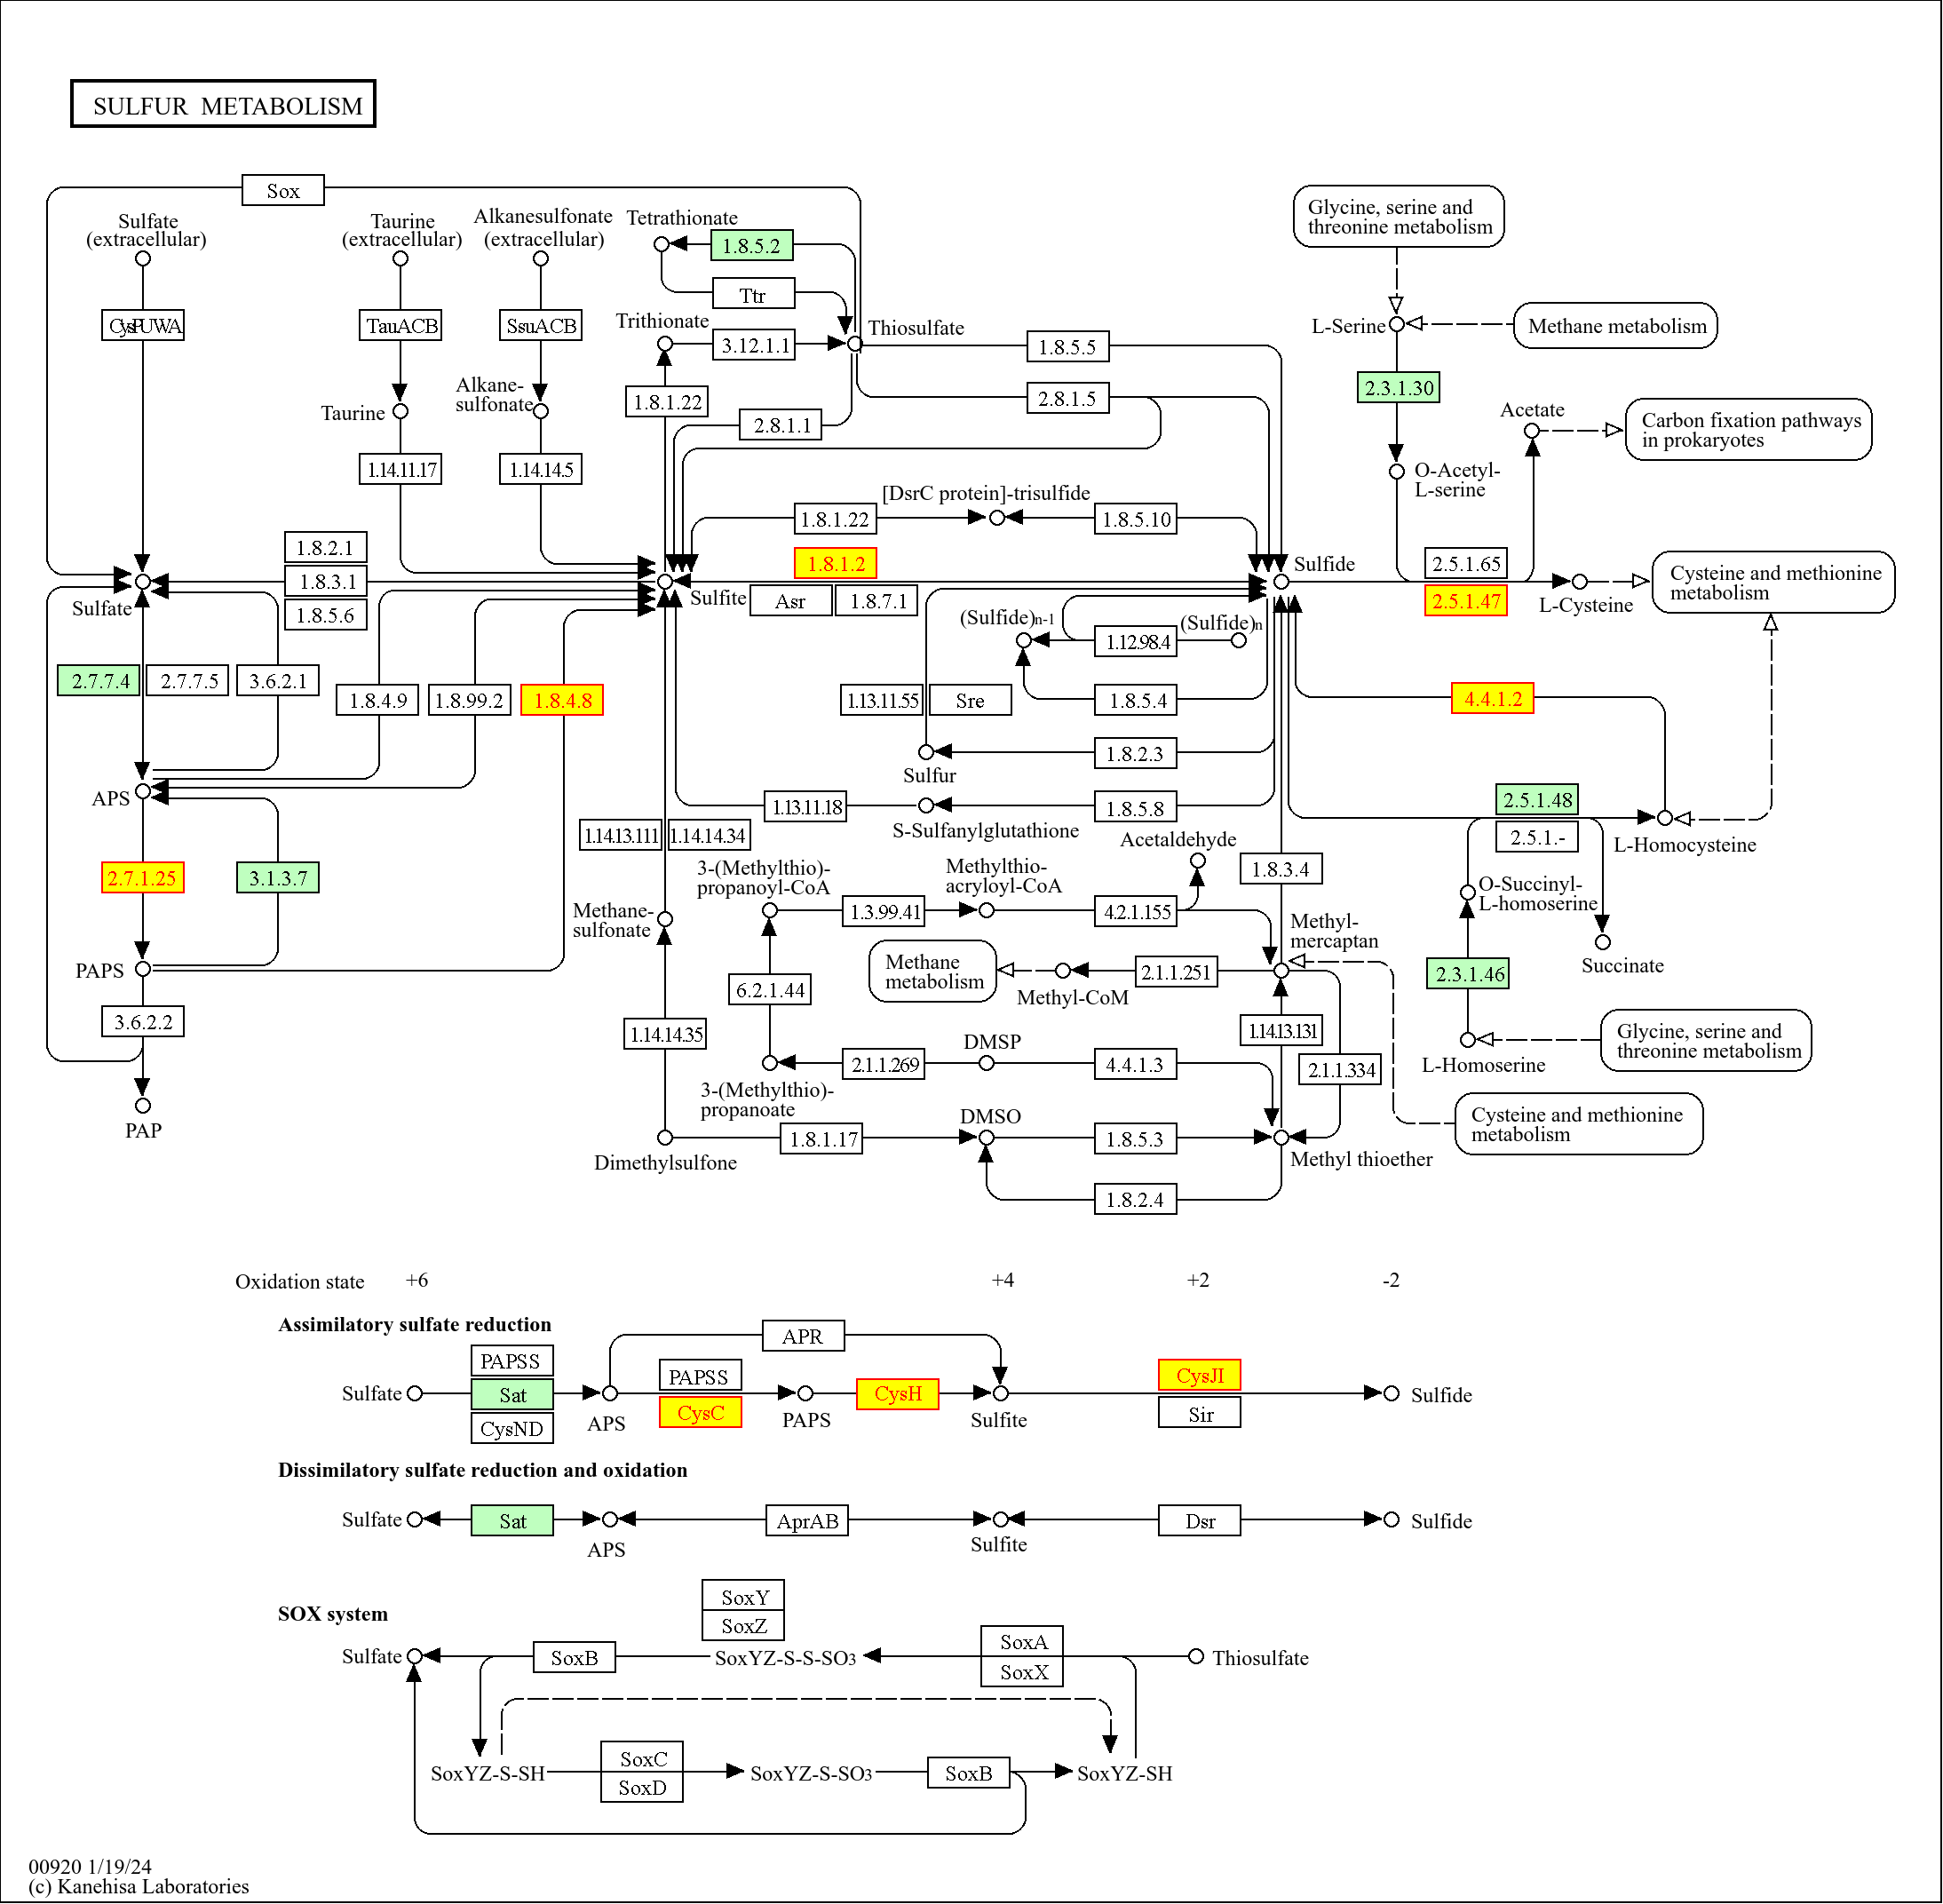 SULFUR METABOLISM
Sox
Sulfate
(extracellular)
Taurine
(extracellular)
Alkanesulfonate
(extracellular)
Tetrathionate
1.8.5.2
Ttr
Glycine, serine and
threonine metabolism
CysPUWA
TauACB
SsuACB
Trithionate
3.12.1.1
Thiosulfate
1.8.5.5
L-Serine
Methane metabolism
Taurine
Alkane-
sulfonate
1.8.1.22
2.8.1.1
2.8.1.5
2.3.1.30
Acetate
Carbon fixation pathways
in prokaryotes
1.14.11.17
1.14.14.5
O-Acetyl-
L-serine
[DsrC protein]-trisulfide
1.8.1.22
1.8.5.10
1.8.2.1
1.8.3.1
1.8.5.6
1.8.1.2
Asr
1.8.7.1
Sulfate
Sulfite
Sulfide
2.5.1.65
2.5.1.47
L-Cysteine
Cysteine and methionine
metabolism
(Sulfide)n-1
1.12.98.4
(Sulfide)n
2.7.7.4
2.7.7.5
3.6.2.1
1.8.4.9
1.8.99.2
1.8.4.8
1.13.11.55
Sre
1.8.5.4
4.4.1.2
1.8.2.3
Sulfur
APS
1.13.11.18
S-Sulfanylglutathione
1.8.5.8
2.5.1.48
2.5.1.-
L-Homocysteine
1.14.13.111
1.14.14.34
Acetaldehyde
2.7.1.25
3.1.3.7
3-(Methylthio)-
propanoyl-CoA
Methylthio-
acryloyl-CoA
1.8.3.4
O-Succinyl-
L-homoserine
Methane-
sulfonate
1.3.99.41
4.2.1.155
Methyl-
mercaptan
PAPS
Methane
metabolism
Methyl-CoM
2.1.1.251
2.3.1.46
Succinate
3.6.2.2
6.2.1.44
1.14.14.35
1.14.13.131
Glycine, serine and
threonine metabolism
DMSP
2.1.1.269
4.4.1.3
2.1.1.334
L-Homoserine
3-(Methylthio)-
propanoate
PAP
DMSO
1.8.1.17
1.8.5.3
Cysteine and methionine
metabolism
Dimethylsulfone
Methyl thioether
1.8.2.4
Oxidation state +6 +4 +2 -2
Assimilatory sulfate reduction
APR
PAPSS
PAPSS
CysJI
Sulfate
Sat
CysH
Sulfide
CysND
APS
CysC
PAPS
Sulfite
Sir
Dissimilatory sulfate reduction and oxidation
Sulfate
Sat
AprAB
Dsr
Sulfide
APS
Sulfite
SOX system
SoxY
SoxZ
Sulfate
SoxB
SoxYZ-S-S-SO3
SoxA
SoxX
Thiosulfate
SoxYZ-S-SH
SoxC
SoxD
SoxYZ-S-SO3
SoxB
SoxYZ-SH
00920 1/19/24
(c) Kanehisa Laboratories